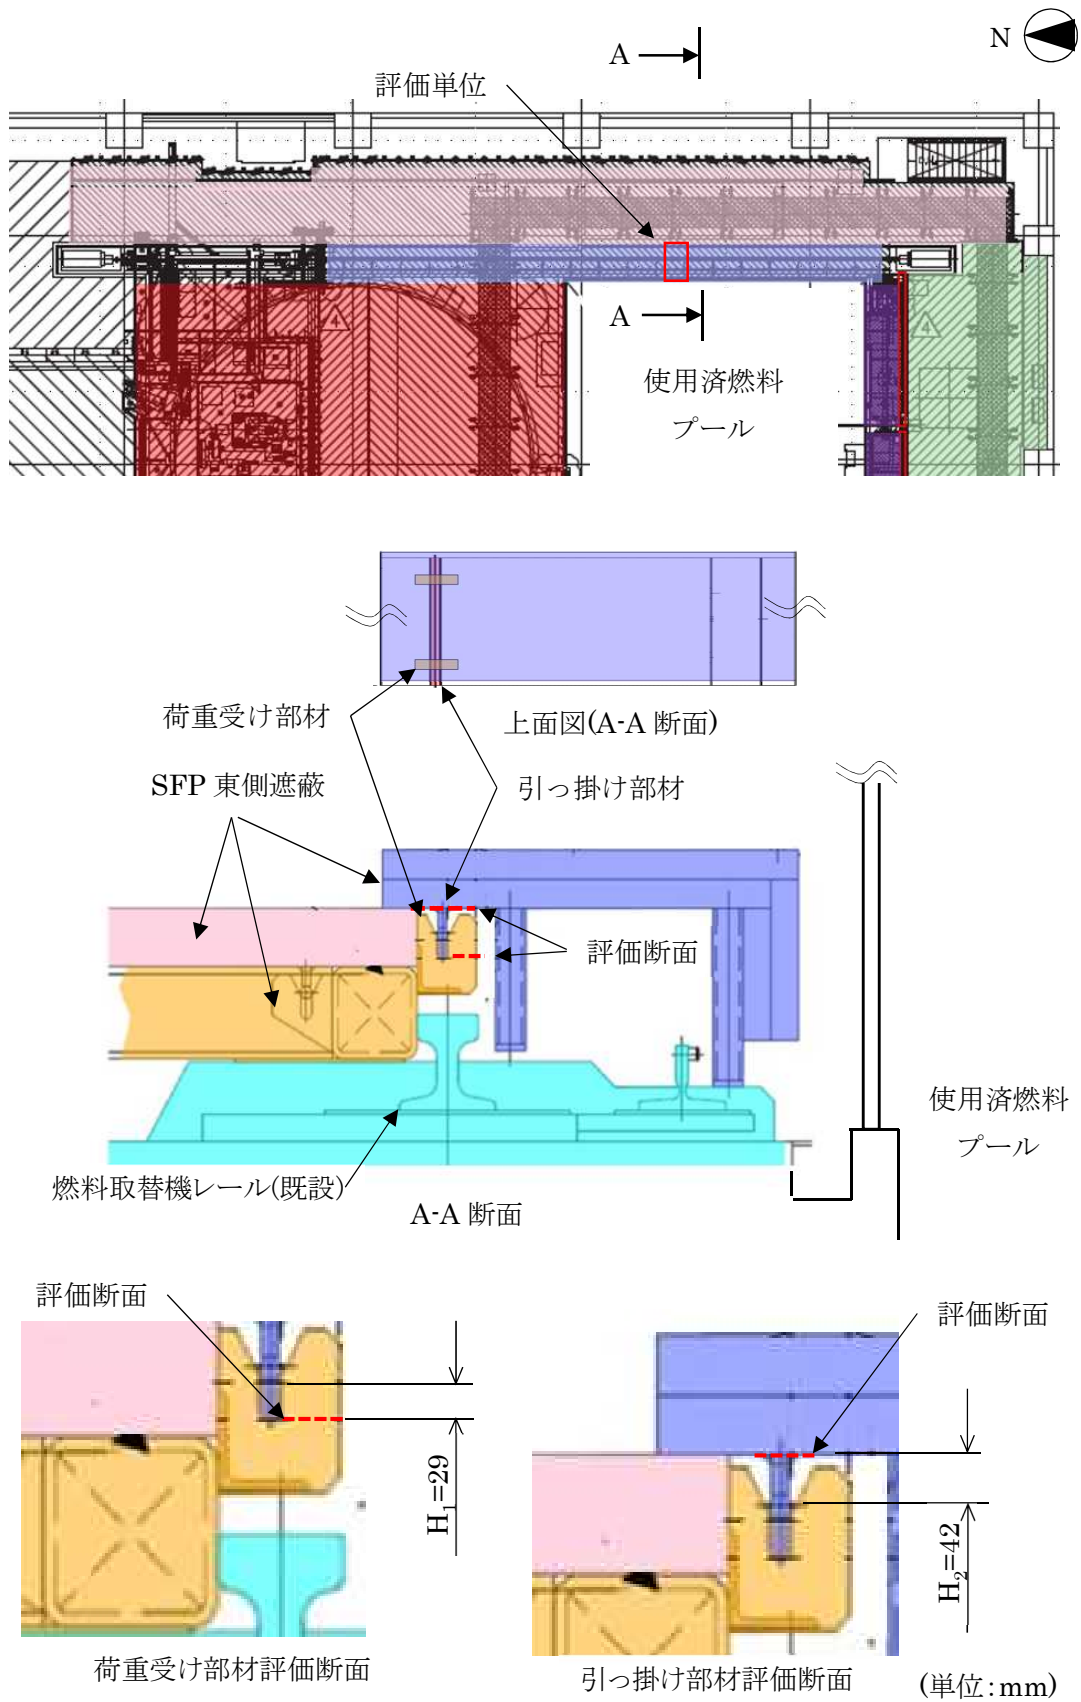 N
A
評価単位
A
使用済燃料
プール
4
4
荷重受け部材
上面図(A-A 断面)
SFP 東側遮蔽
引っ掛け部材
評価断面
使用済燃料
プール
燃料取替機レール(既設)
A-A 断面
評価断面
評価断面
H₁=29
H₂=42
荷重受け部材評価断面
引っ掛け部材評価断面
(単位:mm)